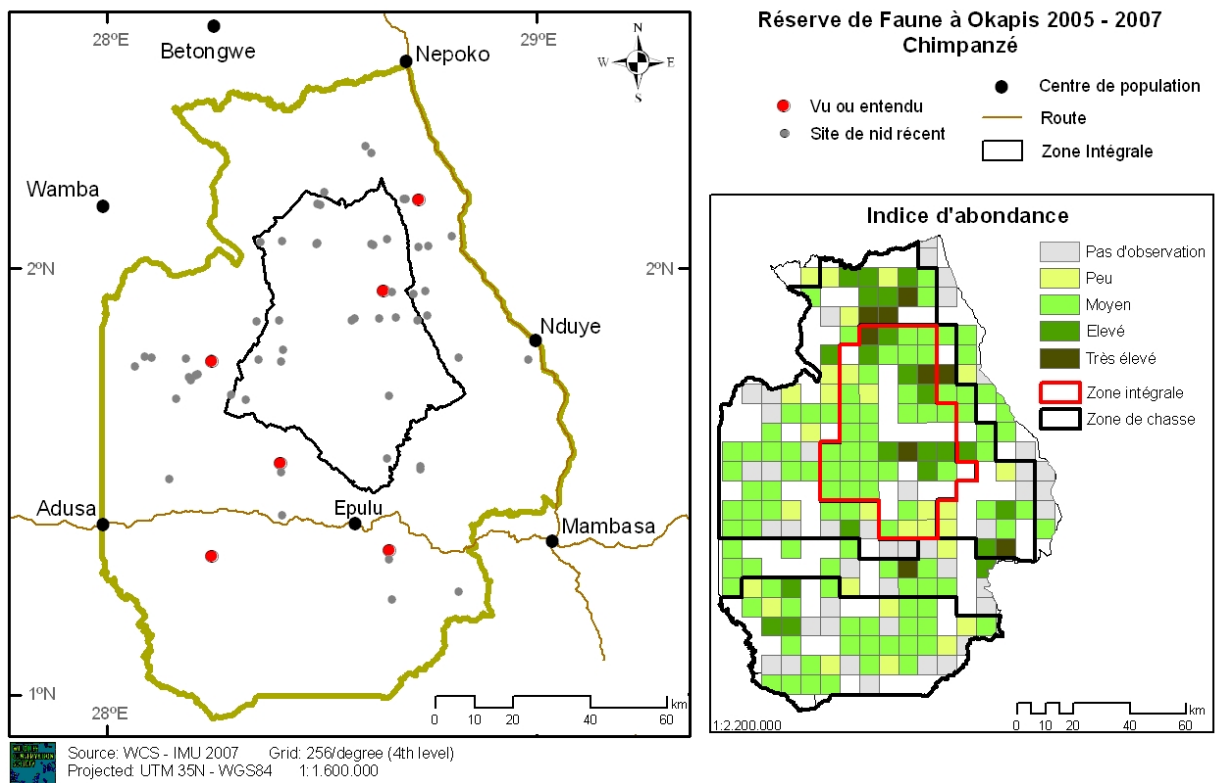 28ºE
29ºE
Betongwe
Nepoko
N
W
E
S
Wamba
2ºN
2ºN
Nduye
Adusa
Epulu
Mambasa
1ºN
28ºE
km
0 10 20 40 60
Source: WCS - IMU 2007 Grid: 256/degree (4th level)
Projected: UTM 35N - WGS84 1:1.600.000
Réserve de Faune à Okapis 2005 - 2007
Chimpanzé
Vu ou entendu
Site de nid récent
Centre de population
Route
Zone Intégrale
Indice d'abondance
Pas d'observation
Peu
Moyen
Elevé
Très élevé
Zone intégrale
Zone de chasse
km
0 10 20 40 60
1:2.200.000